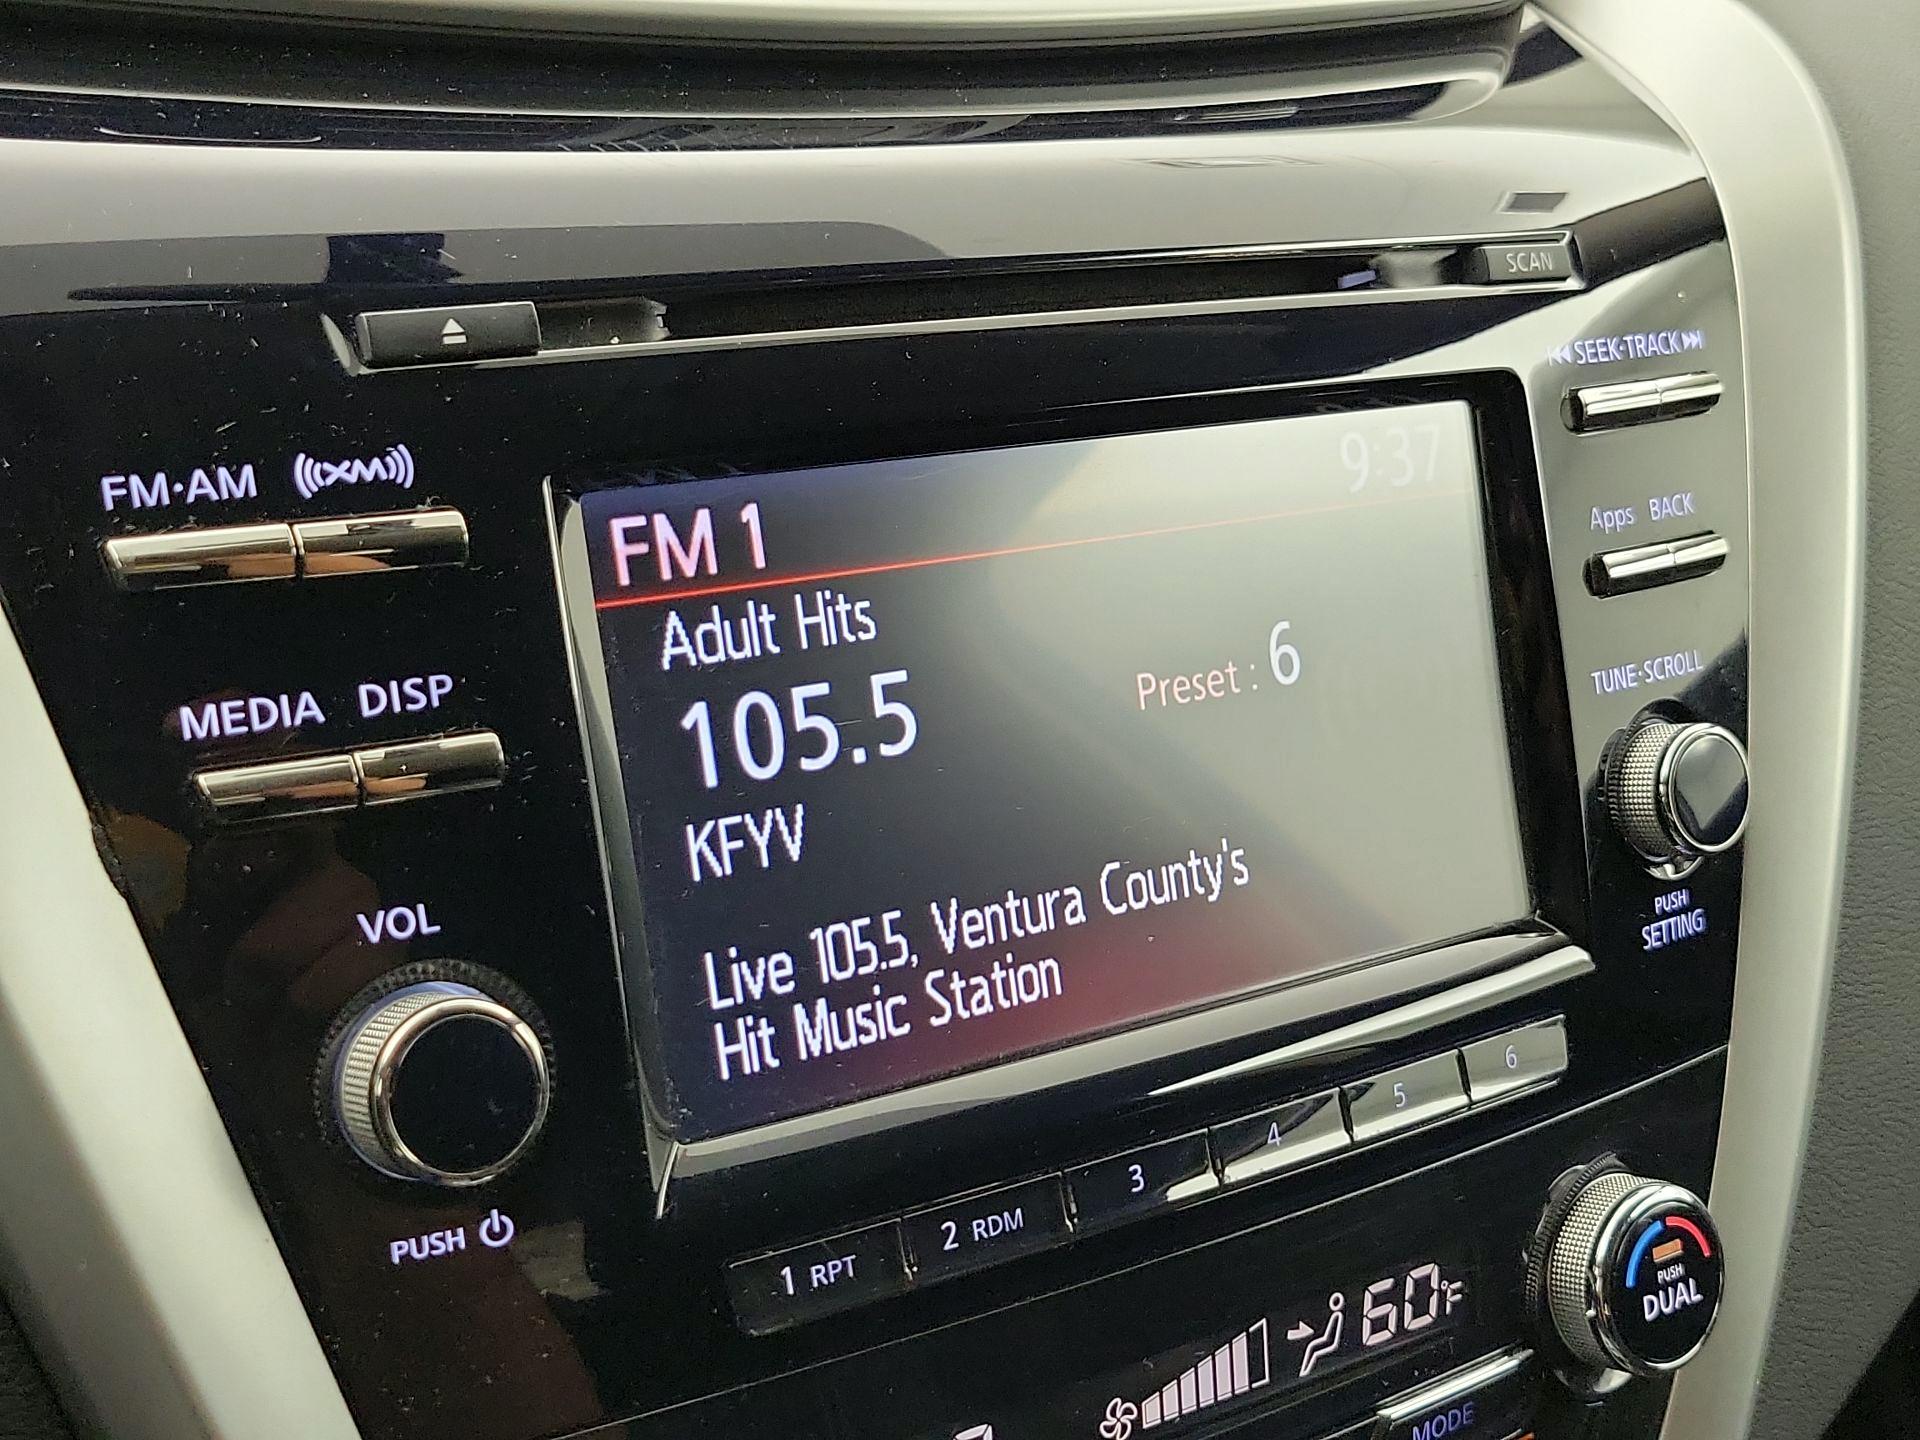 SCAN
SEEK·TRACK
FM·AM XM
9:37
FM 1
Apps BACK
Adult Hits
105.5
Preset : 6
KFYV
MEDIA DISP
TUNE·SCROLL
Live 105.5, Ventura County's
Hit Music Station
VOL
PUSH
SETTING
PUSH
1 RPT
2 RDM
3
4
5
6
60°F
PUSH
DUAL
MODE